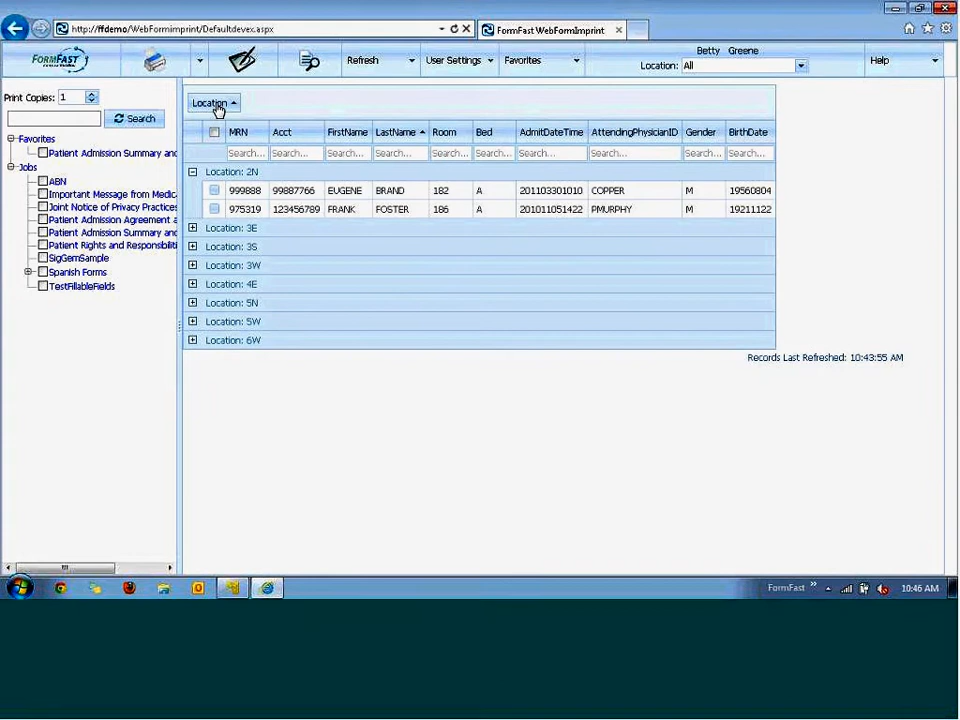 http://ffdemo/WebFormimprint/Defaultdevex.aspx
FormFast WebFormImprint
FORMFAST
Refresh
User Settings
Favorites
Betty Greene
Location: All
Help
Print Copies: 1
Search
Favorites
Patient Admission Summary anc
Jobs
ABN
Important Message from Medic
Joint Notice of Privacy Practices
Patient Admission Agreement a
Patient Admission Summary anc
Patient Rights and Responsibiliti
SigGemSample
Spanish Forms
TestFillableFields
Location
MRN Acct FirstName LastName Room Bed AdmitDateTime AttendingPhysicianID Gender BirthDate
Search... Search... Search... Search... Search... Search... Search... Search... Search... Search...
Location: 2N
999888 99887766 EUGENE BRAND 182 A 201103301010 COPPER M 19560804
975319 123456789 FRANK FOSTER 186 A 201011051422 PMURPHY M 19211122
Location: 3E
Location: 3S
Location: 3W
Location: 4E
Location: 5N
Location: 5W
Location: 6W
Records Last Refreshed: 10:43:55 AM
FormFast
10:46 AM